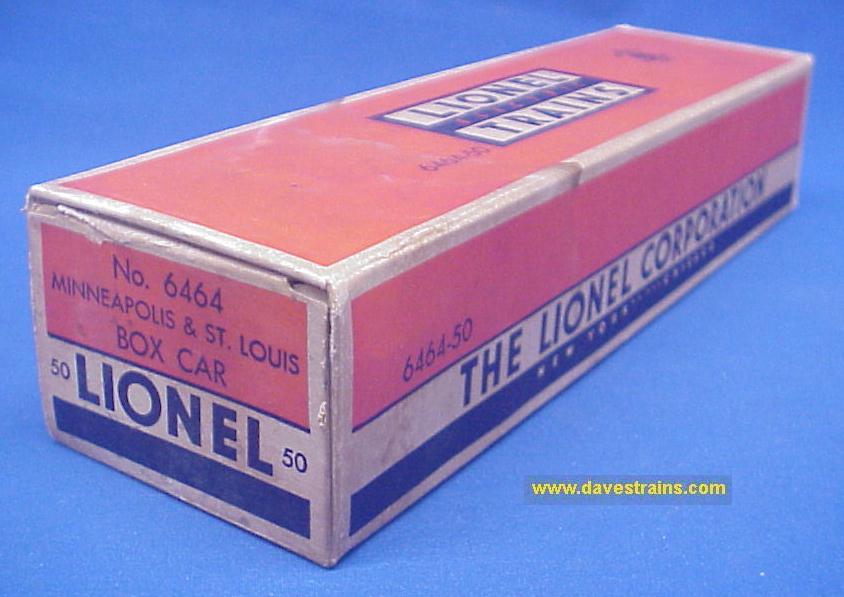 LIONEL
TRAINS
6464-50
No. 6464
MINNEAPOLIS & ST. LOUIS
BOX CAR
50 LIONEL 50
6464-50
THE LIONEL CORPORATION
NEW YORK
www.davestrains.com